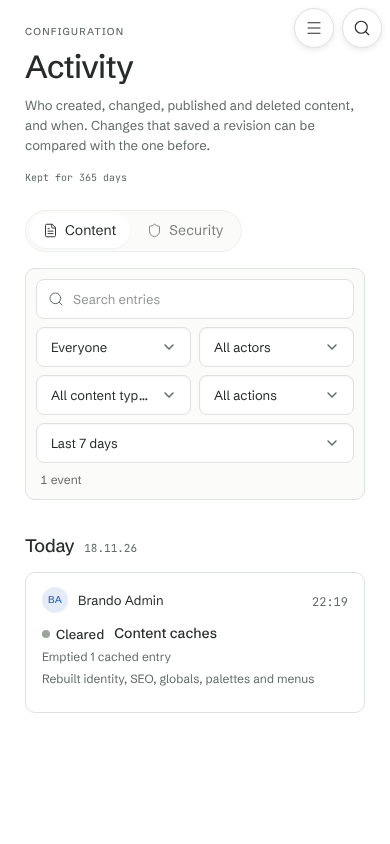 CONFIGURATION
Activity
Who created, changed, published and deleted content,
and when. Changes that saved a revision can be
compared with the one before.
Kept for 365 days
Content
Security
Search entries
Everyone
All actors
All content typ...
All actions
Last 7 days
1 event
Today 18.11.26
BA Brando Admin 22:19
Cleared Content caches
Emptied 1 cached entry
Rebuilt identity, SEO, globals, palettes and menus